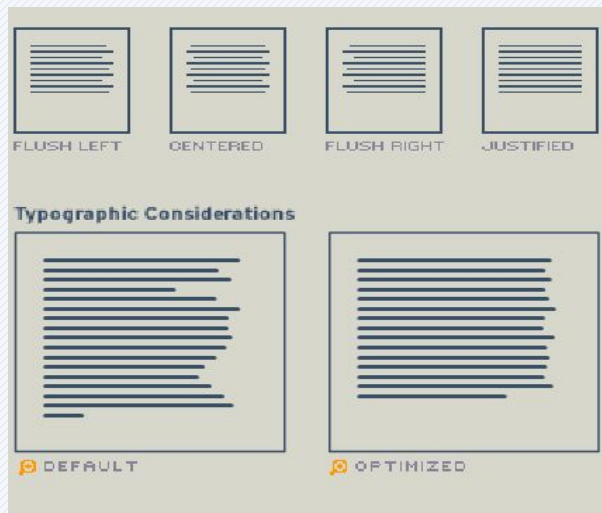 FLUSH LEFT CENTERED FLUSH RIGHT JUSTIFIED
Typographic Considerations
DEFAULT OPTIMIZED